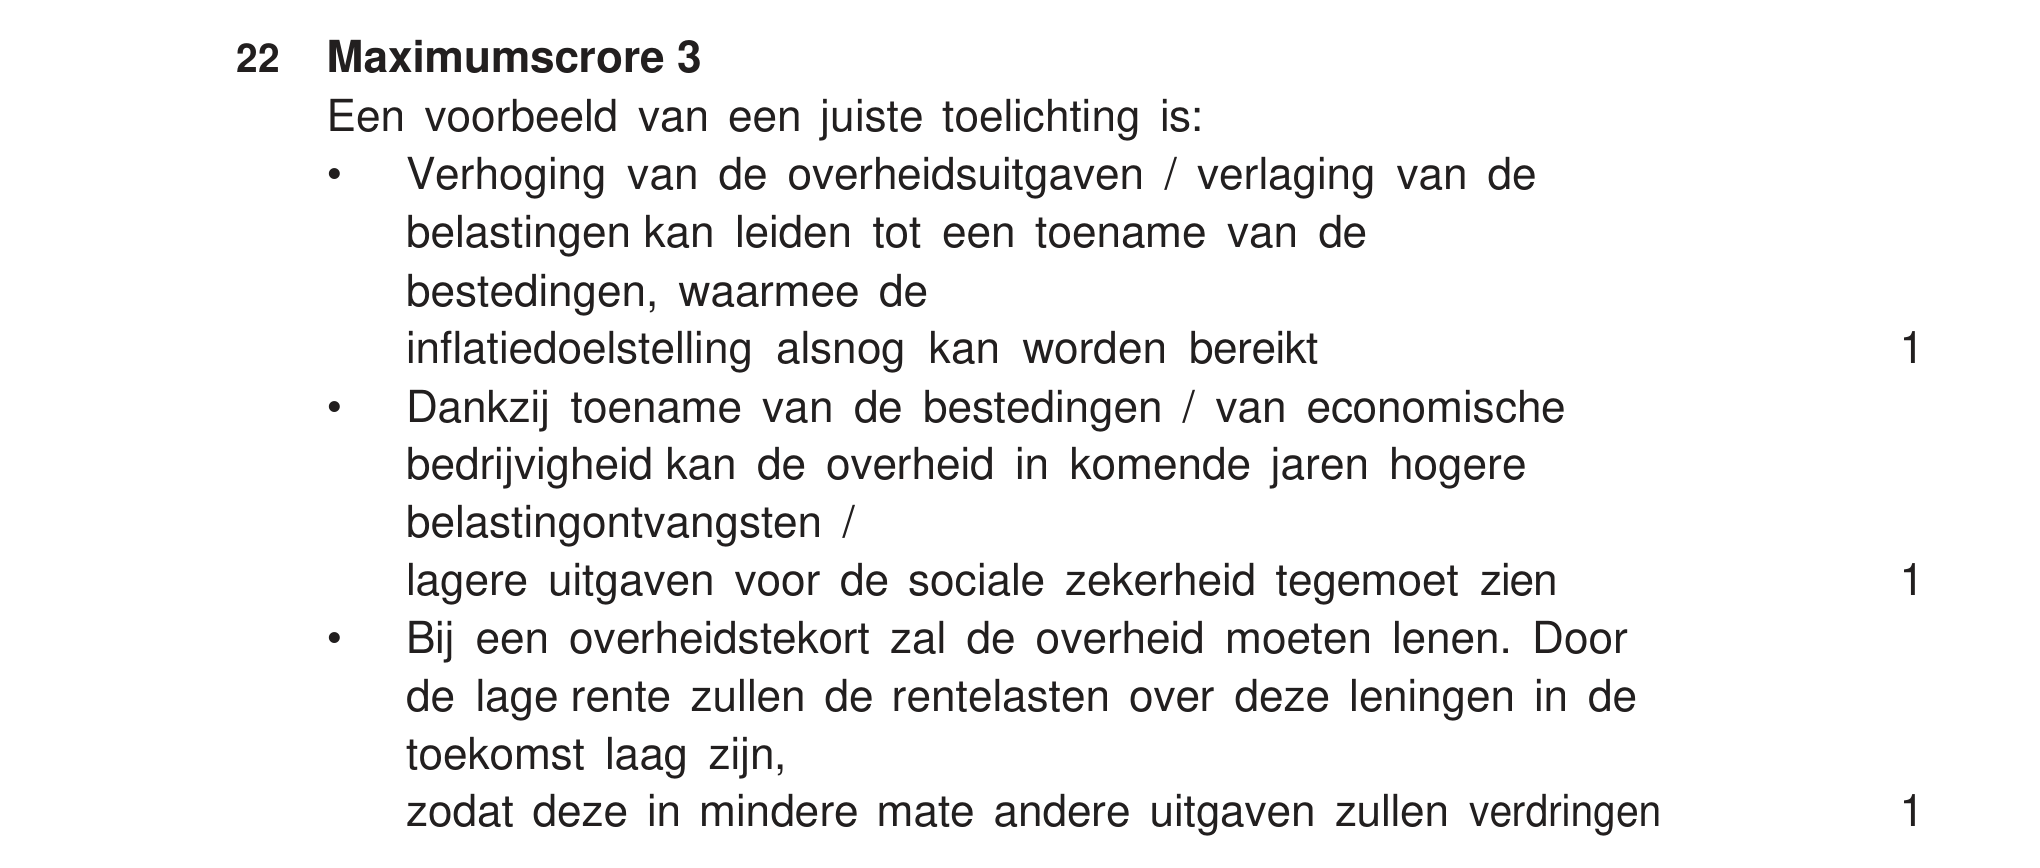 22 Maximumscrore 3
Een voorbeeld van een juiste toelichting is:
• Verhoging van de overheidsuitgaven / verlaging van de
belastingen kan leiden tot een toename van de
bestedingen, waarmee de
inflatiedoelstelling alsnog kan worden bereikt 1
• Dankzij toename van de bestedingen / van economische
bedrijvigheid kan de overheid in komende jaren hogere
belastingontvangsten /
lagere uitgaven voor de sociale zekerheid tegemoet zien 1
• Bij een overheidstekort zal de overheid moeten lenen. Door
de lage rente zullen de rentelasten over deze leningen in de
toekomst laag zijn,
zodat deze in mindere mate andere uitgaven zullen verdringen 1